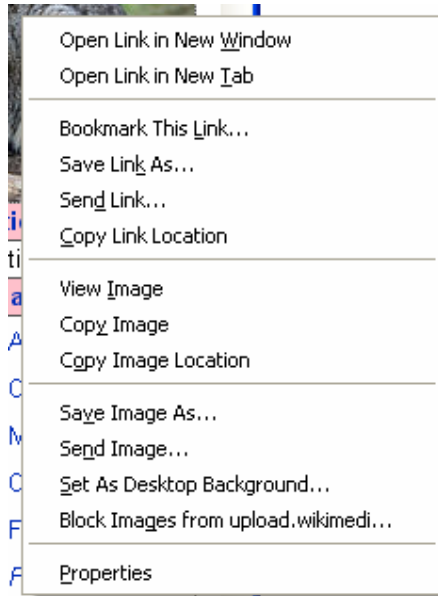 Open Link in New Window
Open Link in New Tab
Bookmark This Link...
Save Link As...
Send Link...
Copy Link Location
View Image
Copy Image
Copy Image Location
Save Image As...
Send Image...
Set As Desktop Background...
Block Images from upload.wikimedi...
Properties